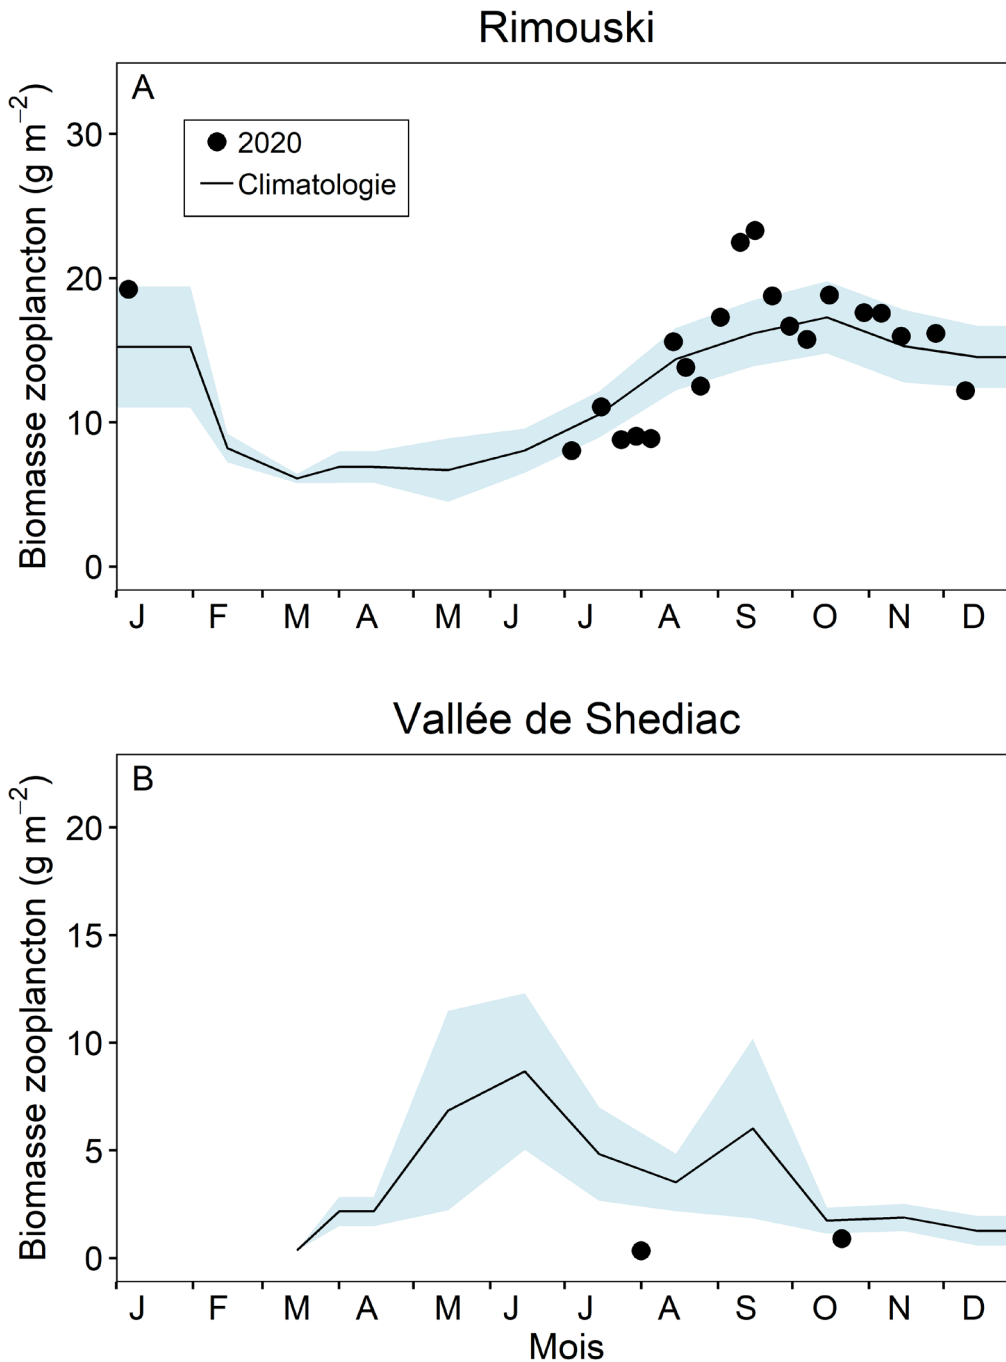 Rimouski
A
2020
Climatologie
Biomasse zooplancton (g m⁻²)
30
20
10
0
J F M A M J J A S O N D
Vallée de Shediac
B
Biomasse zooplancton (g m⁻²)
20
15
10
5
0
J F M A M J J A S O N D
Mois